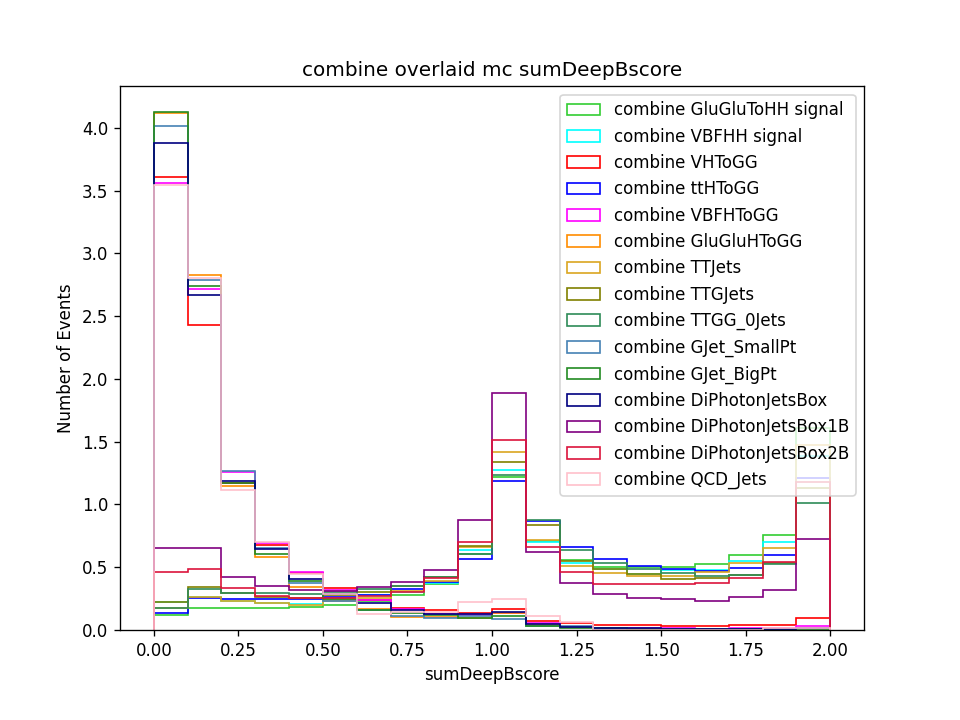 combine overlaid mc sumDeepBscore
Number of Events
4.0
3.5
3.0
2.5
2.0
1.5
1.0
0.5
0.0
0.00 0.25 0.50 0.75 1.00 1.25 1.50 1.75 2.00
sumDeepBscore
combine GluGluToHH signal
combine VBFHH signal
combine VHToGG
combine ttHToGG
combine VBFHToGG
combine GluGluHToGG
combine TTJets
combine TTGJets
combine TTGG_0Jets
combine GJet_SmallPt
combine GJet_BigPt
combine DiPhotonJetsBox
combine DiPhotonJetsBox1B
combine DiPhotonJetsBox2B
combine QCD_Jets